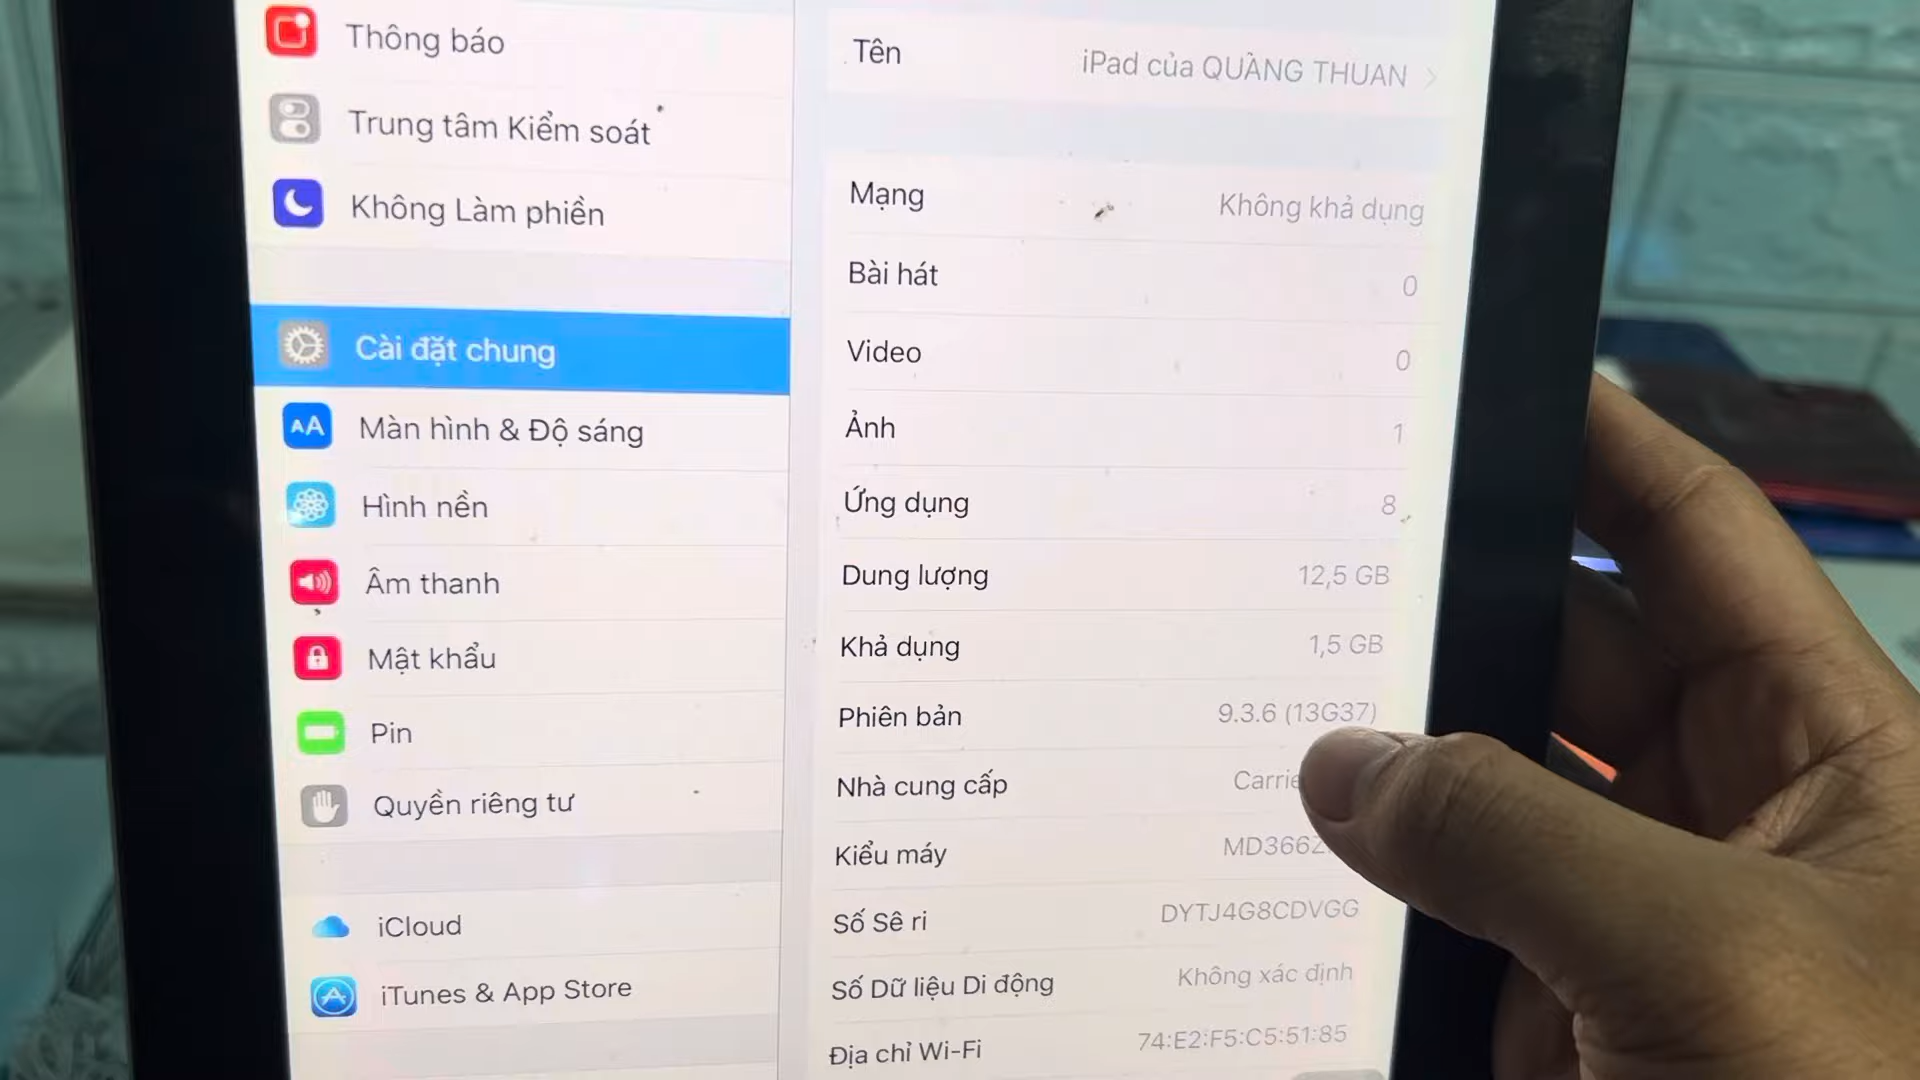 Thông báo
Trung tâm Kiểm soát
Không Làm phiền
Cài đặt chung
AA
Màn hình & Độ sáng
Hình nền
Âm thanh
Mật khẩu
Pin
Quyền riêng tư
iCloud
iTunes & App Store
Tên iPad của QUÀNG THUAN
Mạng Không khả dụng
Bài hát 0
Video 0
Ảnh 1
Ứng dụng 8
Dung lượng 12,5 GB
Khả dụng 1,5 GB
Phiên bản 9.3.6 (13G37)
Nhà cung cấp Carrie
Kiểu máy MD366Z
Số Sê ri DYTJ4G8CDVGG
Số Dữ liệu Di động Không xác định
Địa chỉ Wi-Fi 74:E2:F5:C5:51:85